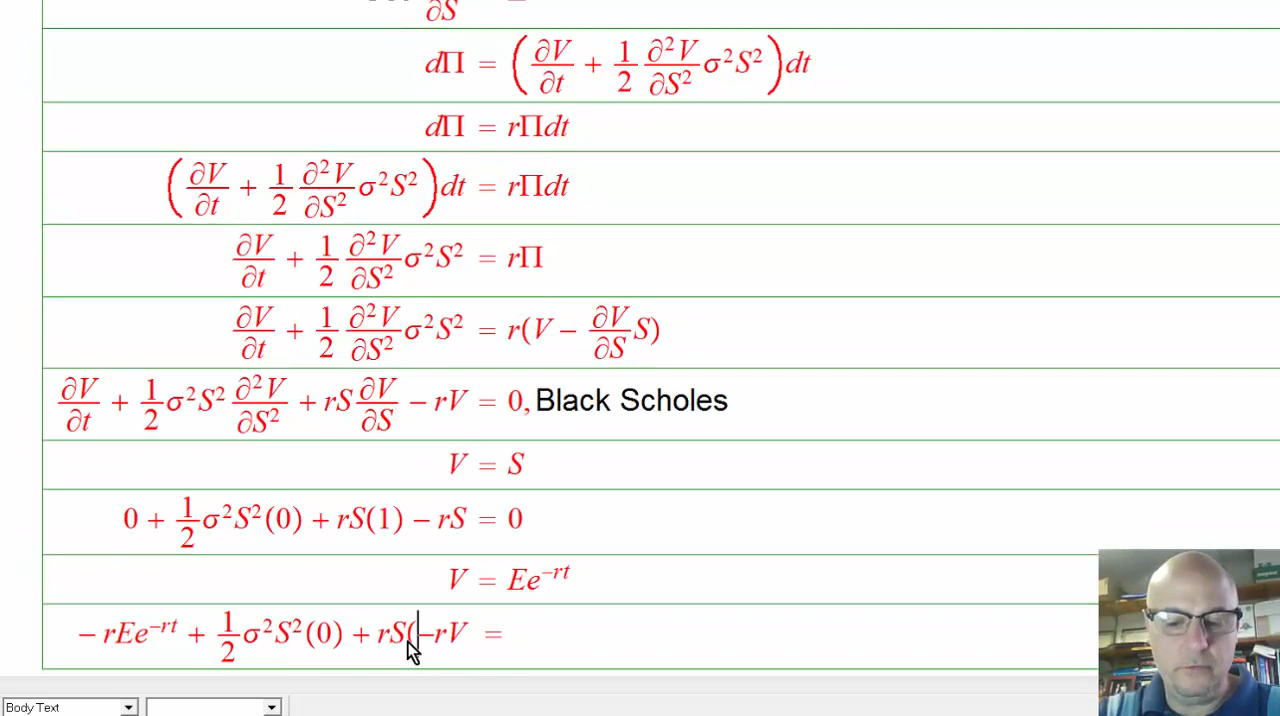 ∂S
dΠ = (∂V/∂t + 1/2 ∂²V/∂S² σ²S²)dt
dΠ = rΠdt
(∂V/∂t + 1/2 ∂²V/∂S² σ²S²)dt = rΠdt
∂V/∂t + 1/2 ∂²V/∂S² σ²S² = rΠ
∂V/∂t + 1/2 ∂²V/∂S² σ²S² = r(V − ∂V/∂S S)
∂V/∂t + 1/2 σ²S² ∂²V/∂S² + rS ∂V/∂S − rV = 0, Black Scholes
V = S
0 + 1/2 σ²S²(0) + rS(1) − rS = 0
V = Ee⁻ʳᵗ
− rEe⁻ʳᵗ + 1/2 σ²S²(0) + rS( −rV =
Body Text